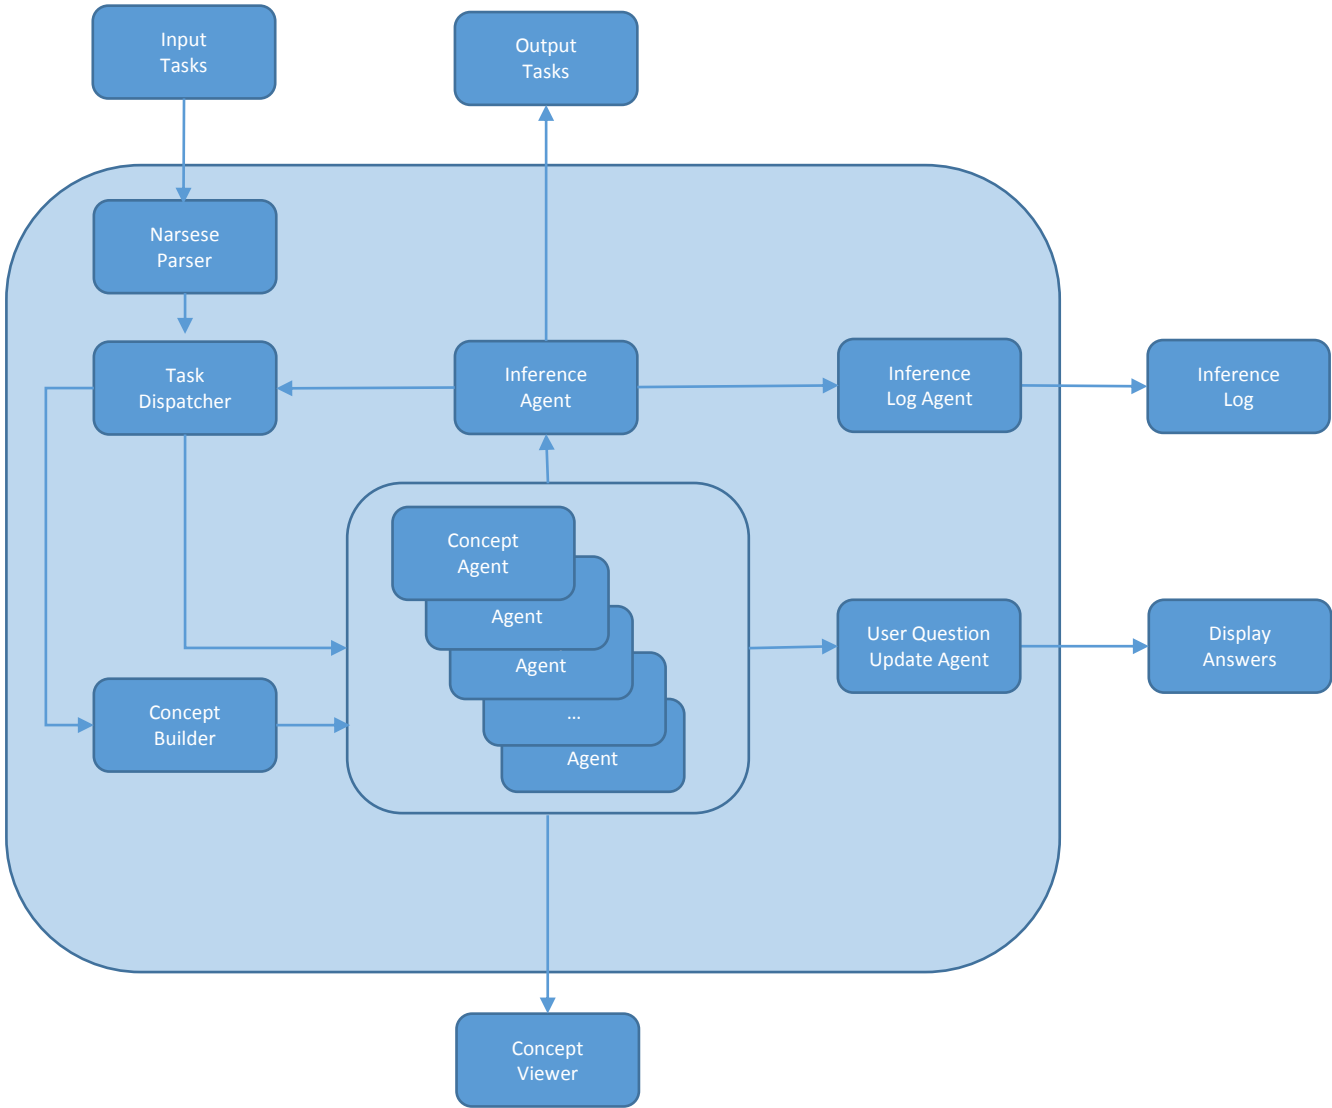 Input
Tasks
Output
Tasks
Narsese
Parser
Task
Dispatcher
Inference
Agent
Inference
Log Agent
Inference
Log
Concept
Agent
Agent
Agent
...
Agent
User Question
Update Agent
Display
Answers
Concept
Builder
Concept
Viewer